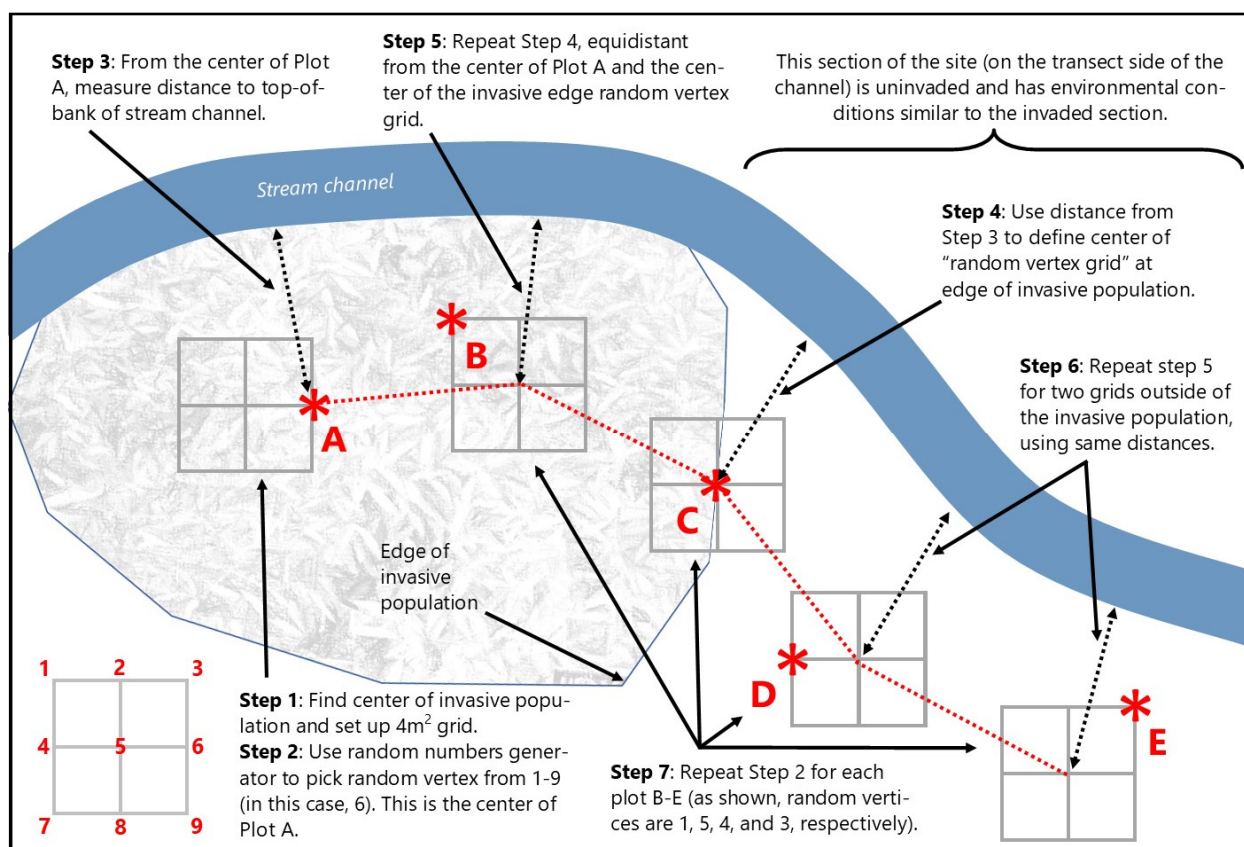 Step 3: From the center of Plot
A, measure distance to top-of-
bank of stream channel.
Step 5: Repeat Step 4, equidistant
from the center of Plot A and the cen-
ter of the invasive edge random vertex
grid.
This section of the site (on the transect side of the
channel) is uninvaded and has environmental con-
ditions similar to the invaded section.
Stream channel
Step 4: Use distance from
Step 3 to define center of
“random vertex grid” at
edge of invasive population.
Step 6: Repeat step 5
for two grids outside of
the invasive population,
using same distances.
*
B
*
A
*
C
Edge of
invasive
population
*
D
*
E
1 2 3
4 5 6
7 8 9
Step 1: Find center of invasive popu-
lation and set up 4m² grid.
Step 2: Use random numbers gener-
ator to pick random vertex from 1-9
(in this case, 6). This is the center of
Plot A.
Step 7: Repeat Step 2 for each
plot B-E (as shown, random verti-
ces are 1, 5, 4, and 3, respectively).